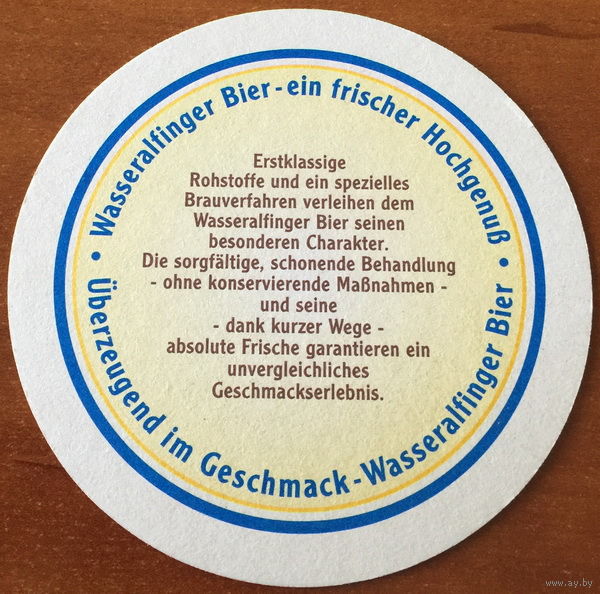 Wasseralfinger Bier - ein frischer Hochgenuß
Erstklassige
Rohstoffe und ein spezielles
Brauverfahren verleihen dem
Wasseralfinger Bier seinen
besonderen Charakter.
Die sorgfältige, schonende Behandlung
- ohne konservierende Maßnahmen -
und seine
- dank kurzer Wege -
absolute Frische garantieren ein
unvergleichliches
Geschmackserlebnis.
• Überzeugend im Geschmack - Wasseralfinger Bier •
www.ay.by